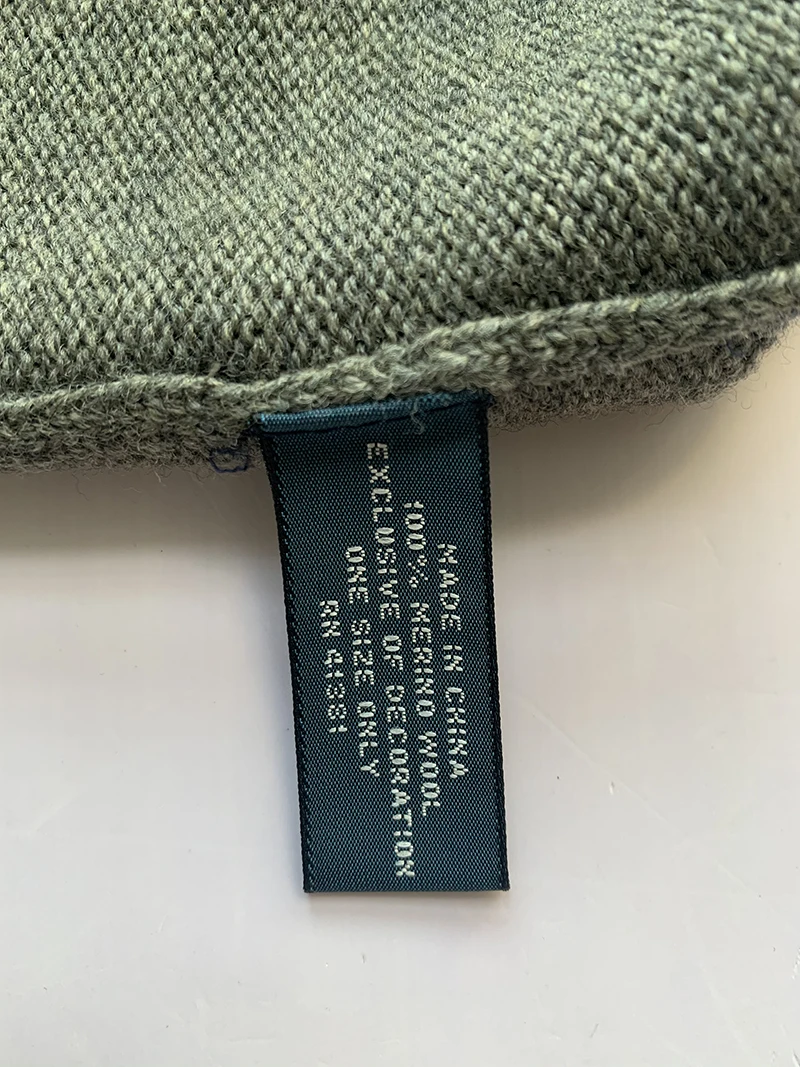 MADE IN CHINA
100% MERINO WOOL
EXCLUSIVE OF DECORATION
ONE SIZE ONLY
RN 41381